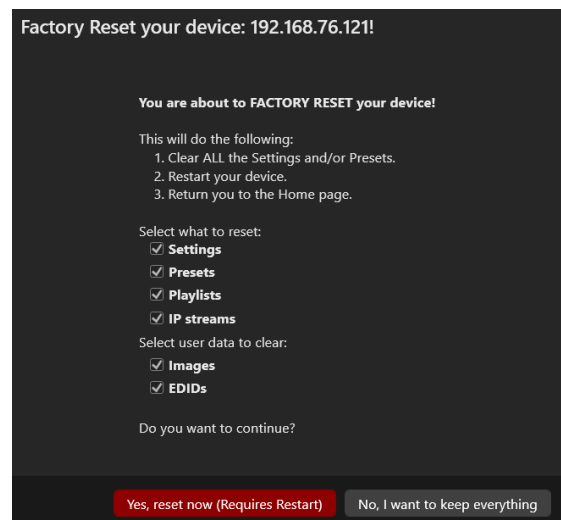 Factory Reset your device: 192.168.76.121!
You are about to FACTORY RESET your device!
This will do the following:
1. Clear ALL the Settings and/or Presets.
2. Restart your device.
3. Return you to the Home page.
Select what to reset:
Settings
Presets
Playlists
IP streams
Select user data to clear:
Images
EDIDs
Do you want to continue?
Yes, reset now (Requires Restart) No, I want to keep everything